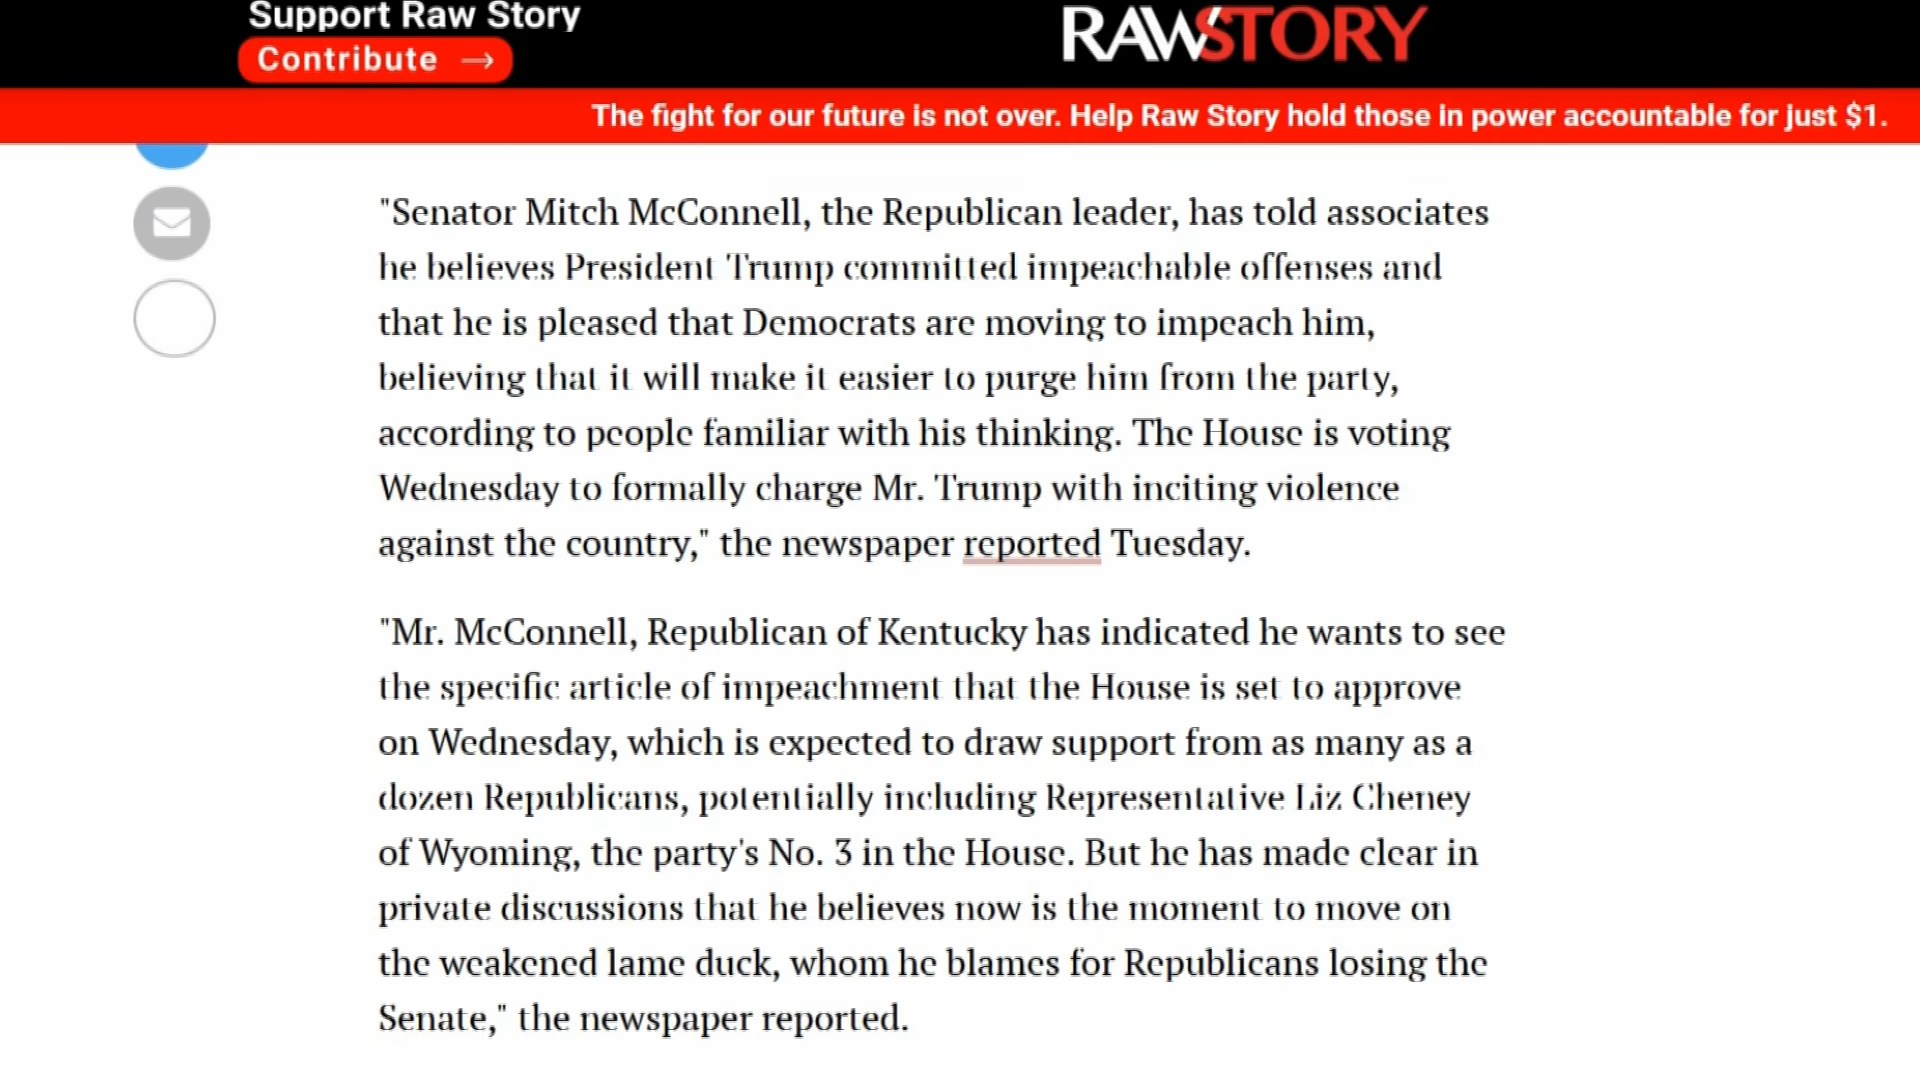 Support Raw Story
Contribute →
RAWSTORY
The fight for our future is not over. Help Raw Story hold those in power accountable for just $1.
"Senator Mitch McConnell, the Republican leader, has told associates
he believes President Trump committed impeachable offenses and
that he is pleased that Democrats are moving to impeach him,
believing that it will make it easier to purge him from the party,
according to people familiar with his thinking. The House is voting
Wednesday to formally charge Mr. Trump with inciting violence
against the country," the newspaper reported Tuesday.
"Mr. McConnell, Republican of Kentucky has indicated he wants to see
the specific article of impeachment that the House is set to approve
on Wednesday, which is expected to draw support from as many as a
dozen Republicans, potentially including Representative Liz Cheney
of Wyoming, the party's No. 3 in the House. But he has made clear in
private discussions that he believes now is the moment to move on
the weakened lame duck, whom he blames for Republicans losing the
Senate," the newspaper reported.